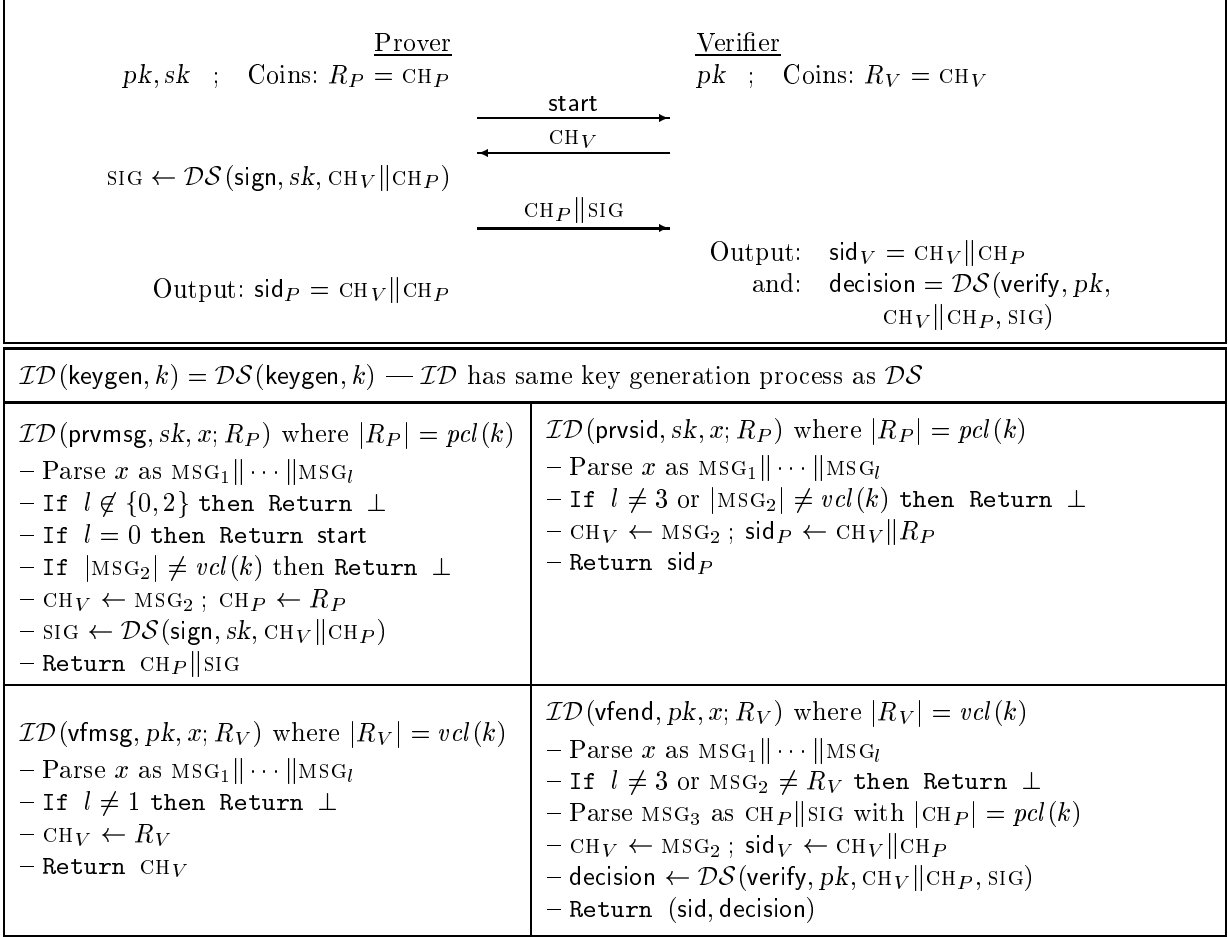 Prover Verifier
pk, sk ; Coins: R_P = CH_P pk ; Coins: R_V = CH_V
start
CH_V
SIG ← DS(sign, sk, CH_V‖CH_P)
CH_P‖SIG
Output: sid_V = CH_V‖CH_P
Output: sid_P = CH_V‖CH_P and: decision = DS(verify, pk,
CH_V‖CH_P, SIG)
ID(keygen, k) = DS(keygen, k) — ID has same key generation process as DS
ID(prvmsg, sk, x; R_P) where |R_P| = pcl(k)
– Parse x as MSG_1‖···‖MSG_l
– If l ∉ {0, 2} then Return ⊥
– If l = 0 then Return start
– If |MSG_2| ≠ vcl(k) then Return ⊥
– CH_V ← MSG_2 ; CH_P ← R_P
– SIG ← DS(sign, sk, CH_V‖CH_P)
– Return CH_P‖SIG
ID(prvsid, sk, x; R_P) where |R_P| = pcl(k)
– Parse x as MSG_1‖···‖MSG_l
– If l ≠ 3 or |MSG_2| ≠ vcl(k) then Return ⊥
– CH_V ← MSG_2 ; sid_P ← CH_V‖R_P
– Return sid_P
ID(vfmsg, pk, x; R_V) where |R_V| = vcl(k)
– Parse x as MSG_1‖···‖MSG_l
– If l ≠ 1 then Return ⊥
– CH_V ← R_V
– Return CH_V
ID(vfend, pk, x; R_V) where |R_V| = vcl(k)
– Parse x as MSG_1‖···‖MSG_l
– If l ≠ 3 or MSG_2 ≠ R_V then Return ⊥
– Parse MSG_3 as CH_P‖SIG with |CH_P| = pcl(k)
– CH_V ← MSG_2 ; sid_V ← CH_V‖CH_P
– decision ← DS(verify, pk, CH_V‖CH_P, SIG)
– Return (sid, decision)